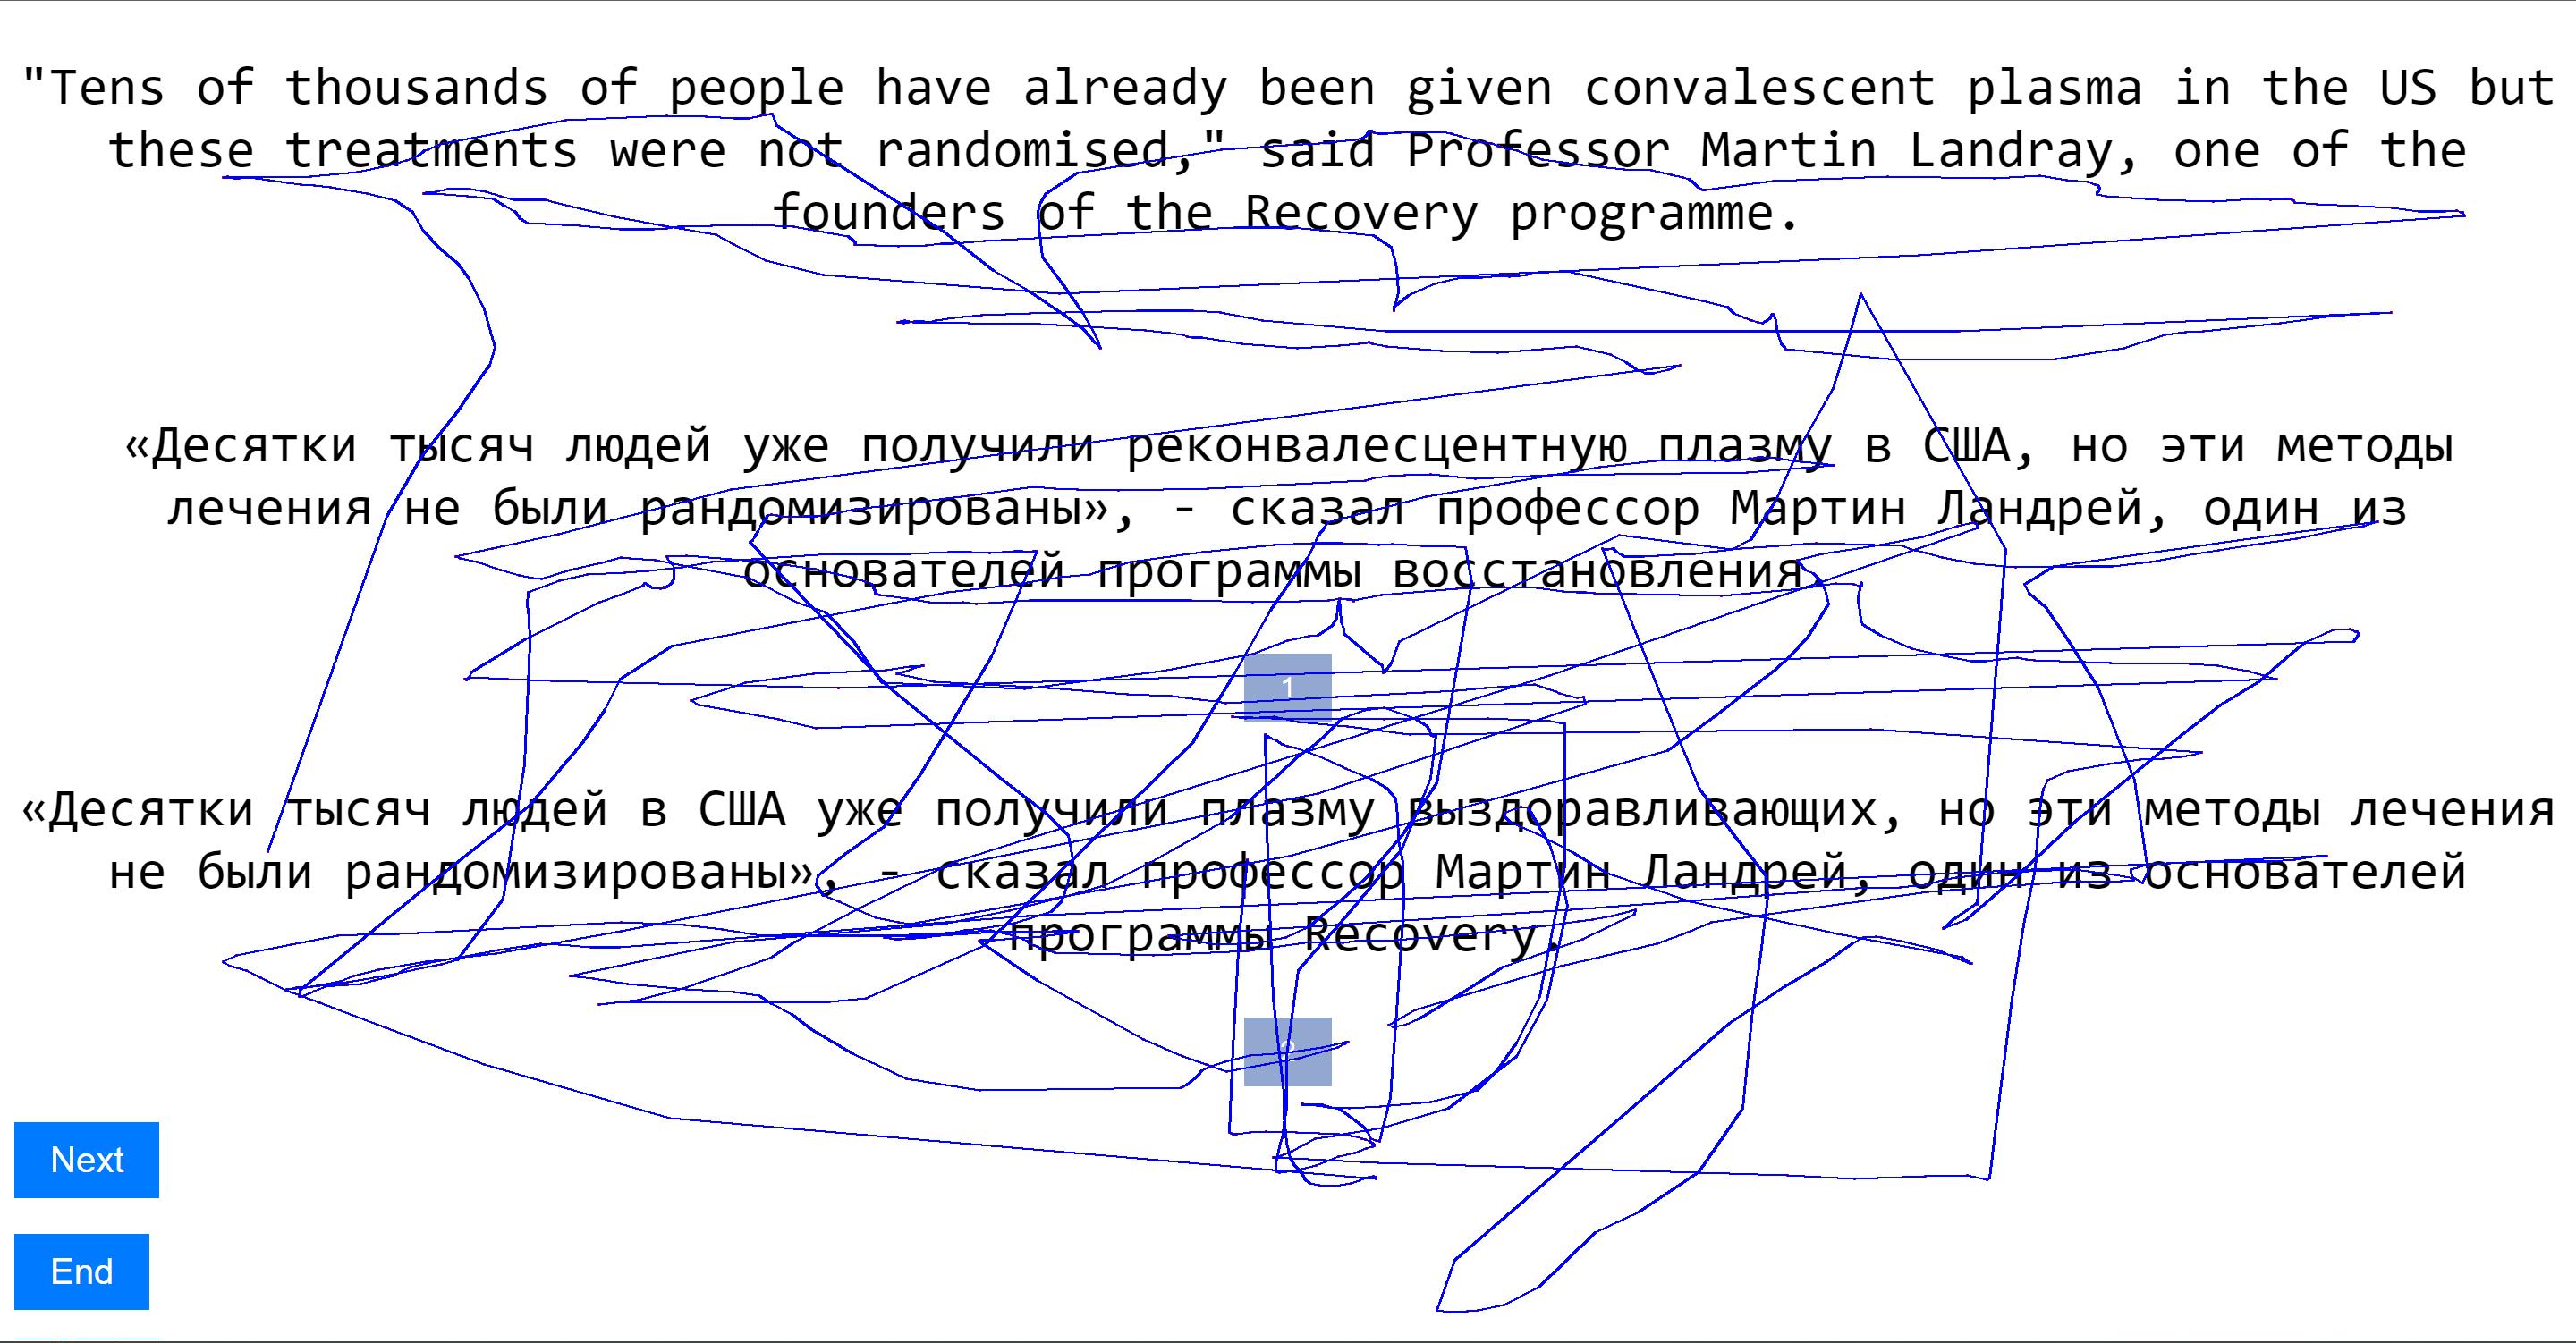 "Tens of thousands of people have already been given convalescent plasma in the US but
these treatments were not randomised," said Professor Martin Landray, one of the
founders of the Recovery programme.
«Десятки тысяч людей уже получили реконвалесцентную плазму в США, но эти методы
лечения не были рандомизированы», - сказал профессор Мартин Ландрей, один из
основателей программы восстановления.
1
«Десятки тысяч людей в США уже получили плазму выздоравливающих, но эти методы лечения
не были рандомизированы», - сказал профессор Мартин Ландрей, один из основателей
программы Recovery.
2
Next
End